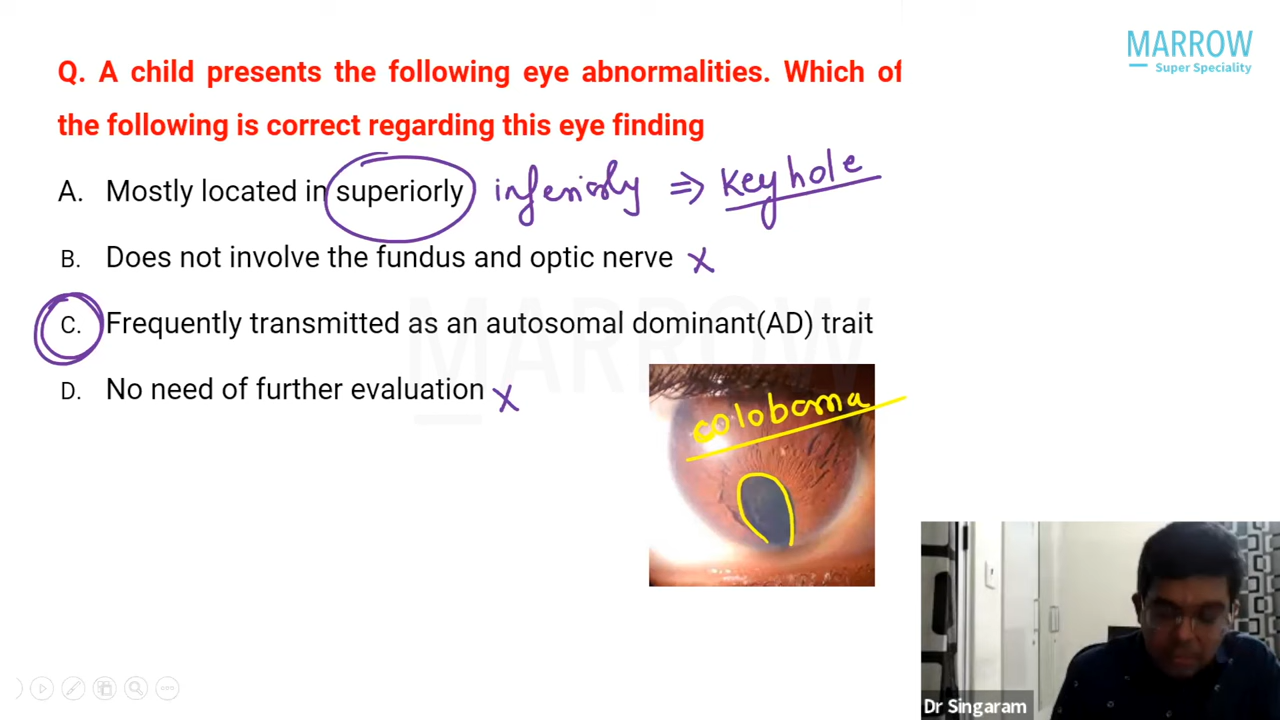 MARROW
Super Speciality
Q. A child presents the following eye abnormalities. Which of
the following is correct regarding this eye finding
A. Mostly located in superiorly inferiorly ⇒ keyhole
B. Does not involve the fundus and optic nerve x
C. Frequently transmitted as an autosomal dominant(AD) trait
MARROW
D. No need of further evaluation x
coloboma
Dr Singaram